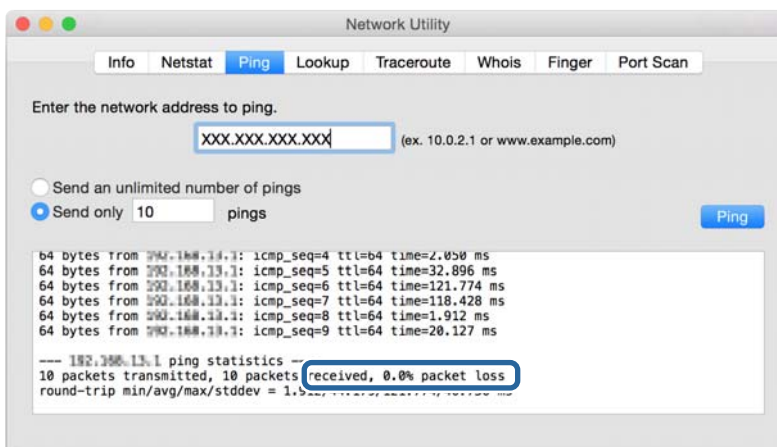 Network Utility
Info Netstat Ping Lookup Traceroute Whois Finger Port Scan
Enter the network address to ping.
XXX.XXX.XXX.XXX (ex. 10.0.2.1 or www.example.com)
Send an unlimited number of pings
Send only 10 pings
Ping
64 bytes from icmp_seq=4 ttl=64 time=2.050 ms
64 bytes from icmp_seq=5 ttl=64 time=32.896 ms
64 bytes from icmp_seq=6 ttl=64 time=121.774 ms
64 bytes from icmp_seq=7 ttl=64 time=118.428 ms
64 bytes from icmp_seq=8 ttl=64 time=1.912 ms
64 bytes from icmp_seq=9 ttl=64 time=20.127 ms
--- ping statistics
10 packets transmitted, 10 packets received, 0.0% packet loss
round-trip min/avg/max/stddev = ms